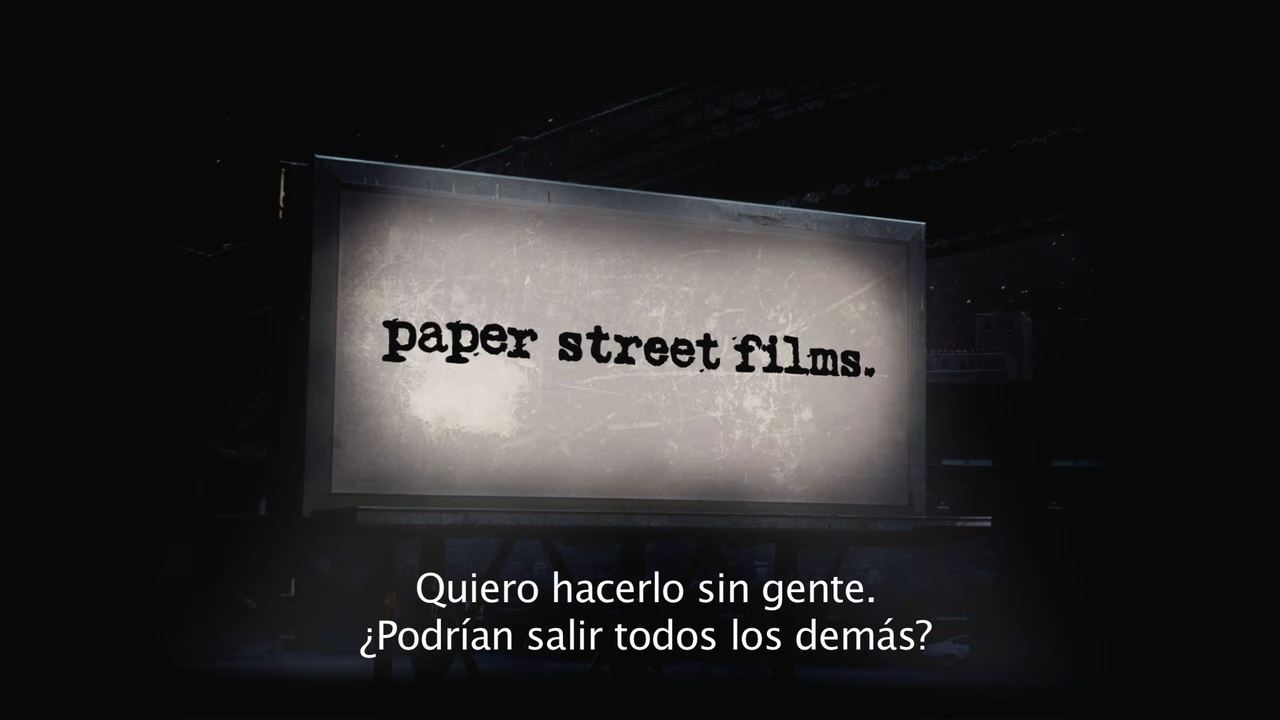 paper street films.
Quiero hacerlo sin gente.
¿Podrían salir todos los demás?